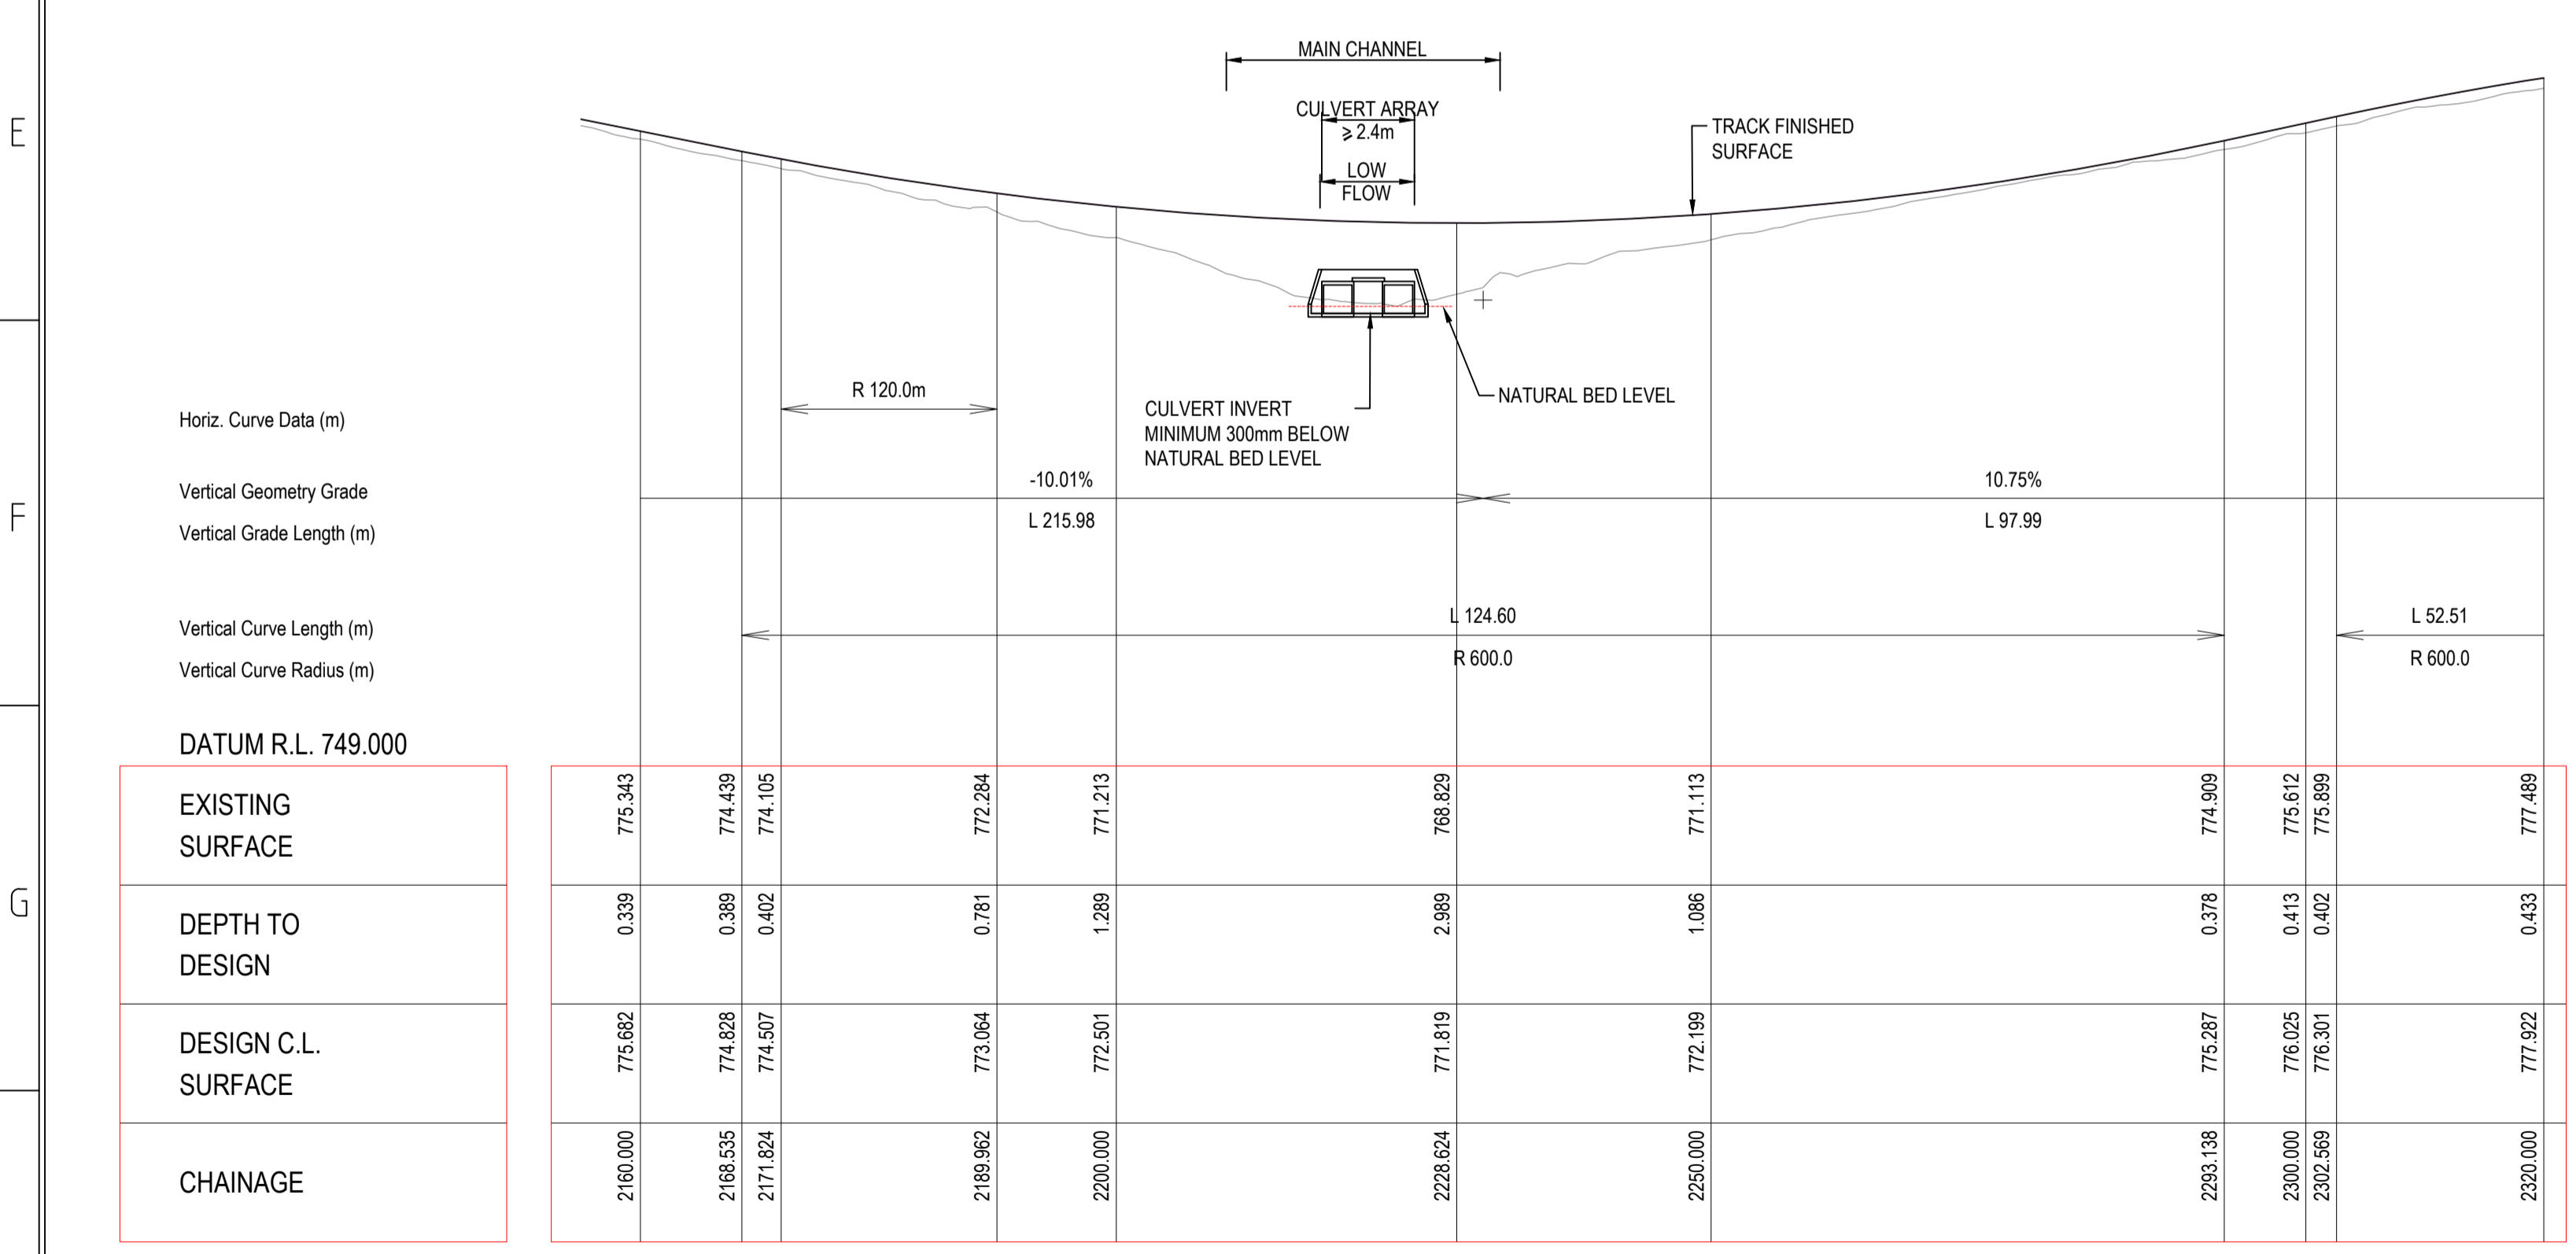 MAIN CHANNEL
CULVERT ARRAY
⩾ 2.4m
LOW
FLOW
TRACK FINISHED
SURFACE
E
R 120.0m
Horiz. Curve Data (m)
CULVERT INVERT
MINIMUM 300mm BELOW
NATURAL BED LEVEL
NATURAL BED LEVEL
F
Vertical Geometry Grade
-10.01%
10.75%
Vertical Grade Length (m)
L 215.98
L 97.99
Vertical Curve Length (m)
L 124.60
L 52.51
Vertical Curve Radius (m)
R 600.0
R 600.0
DATUM R.L. 749.000
G
EXISTING
SURFACE
775.343
774.439
774.105
772.284
771.213
768.829
771.113
774.909
775.612
775.899
777.489
DEPTH TO
DESIGN
0.339
0.389
0.402
0.781
1.289
2.989
1.086
0.378
0.413
0.402
0.433
DESIGN C.L.
SURFACE
775.682
774.828
774.507
773.064
772.501
771.819
772.199
775.287
776.025
776.301
777.922
CHAINAGE
2160.000
2168.535
2171.824
2189.962
2200.000
2228.624
2250.000
2293.138
2300.000
2302.569
2320.000